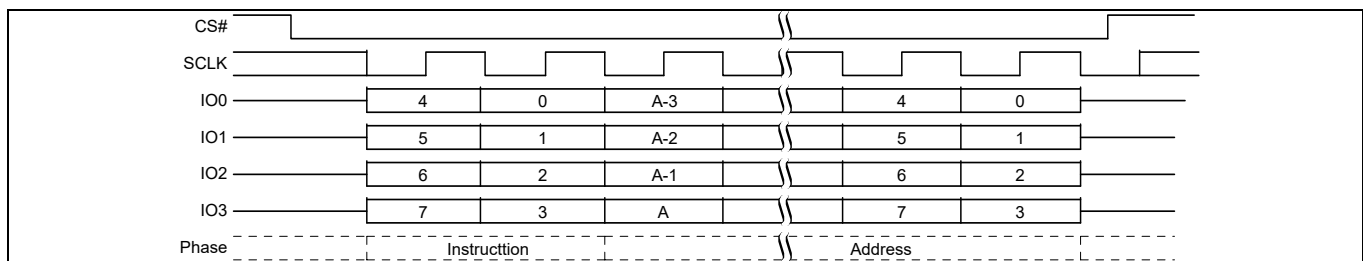 CS#
SCLK
IO0 4 0 A-3 4 0
IO1 5 1 A-2 5 1
IO2 6 2 A-1 6 2
IO3 7 3 A 7 3
Phase Instructtion Address